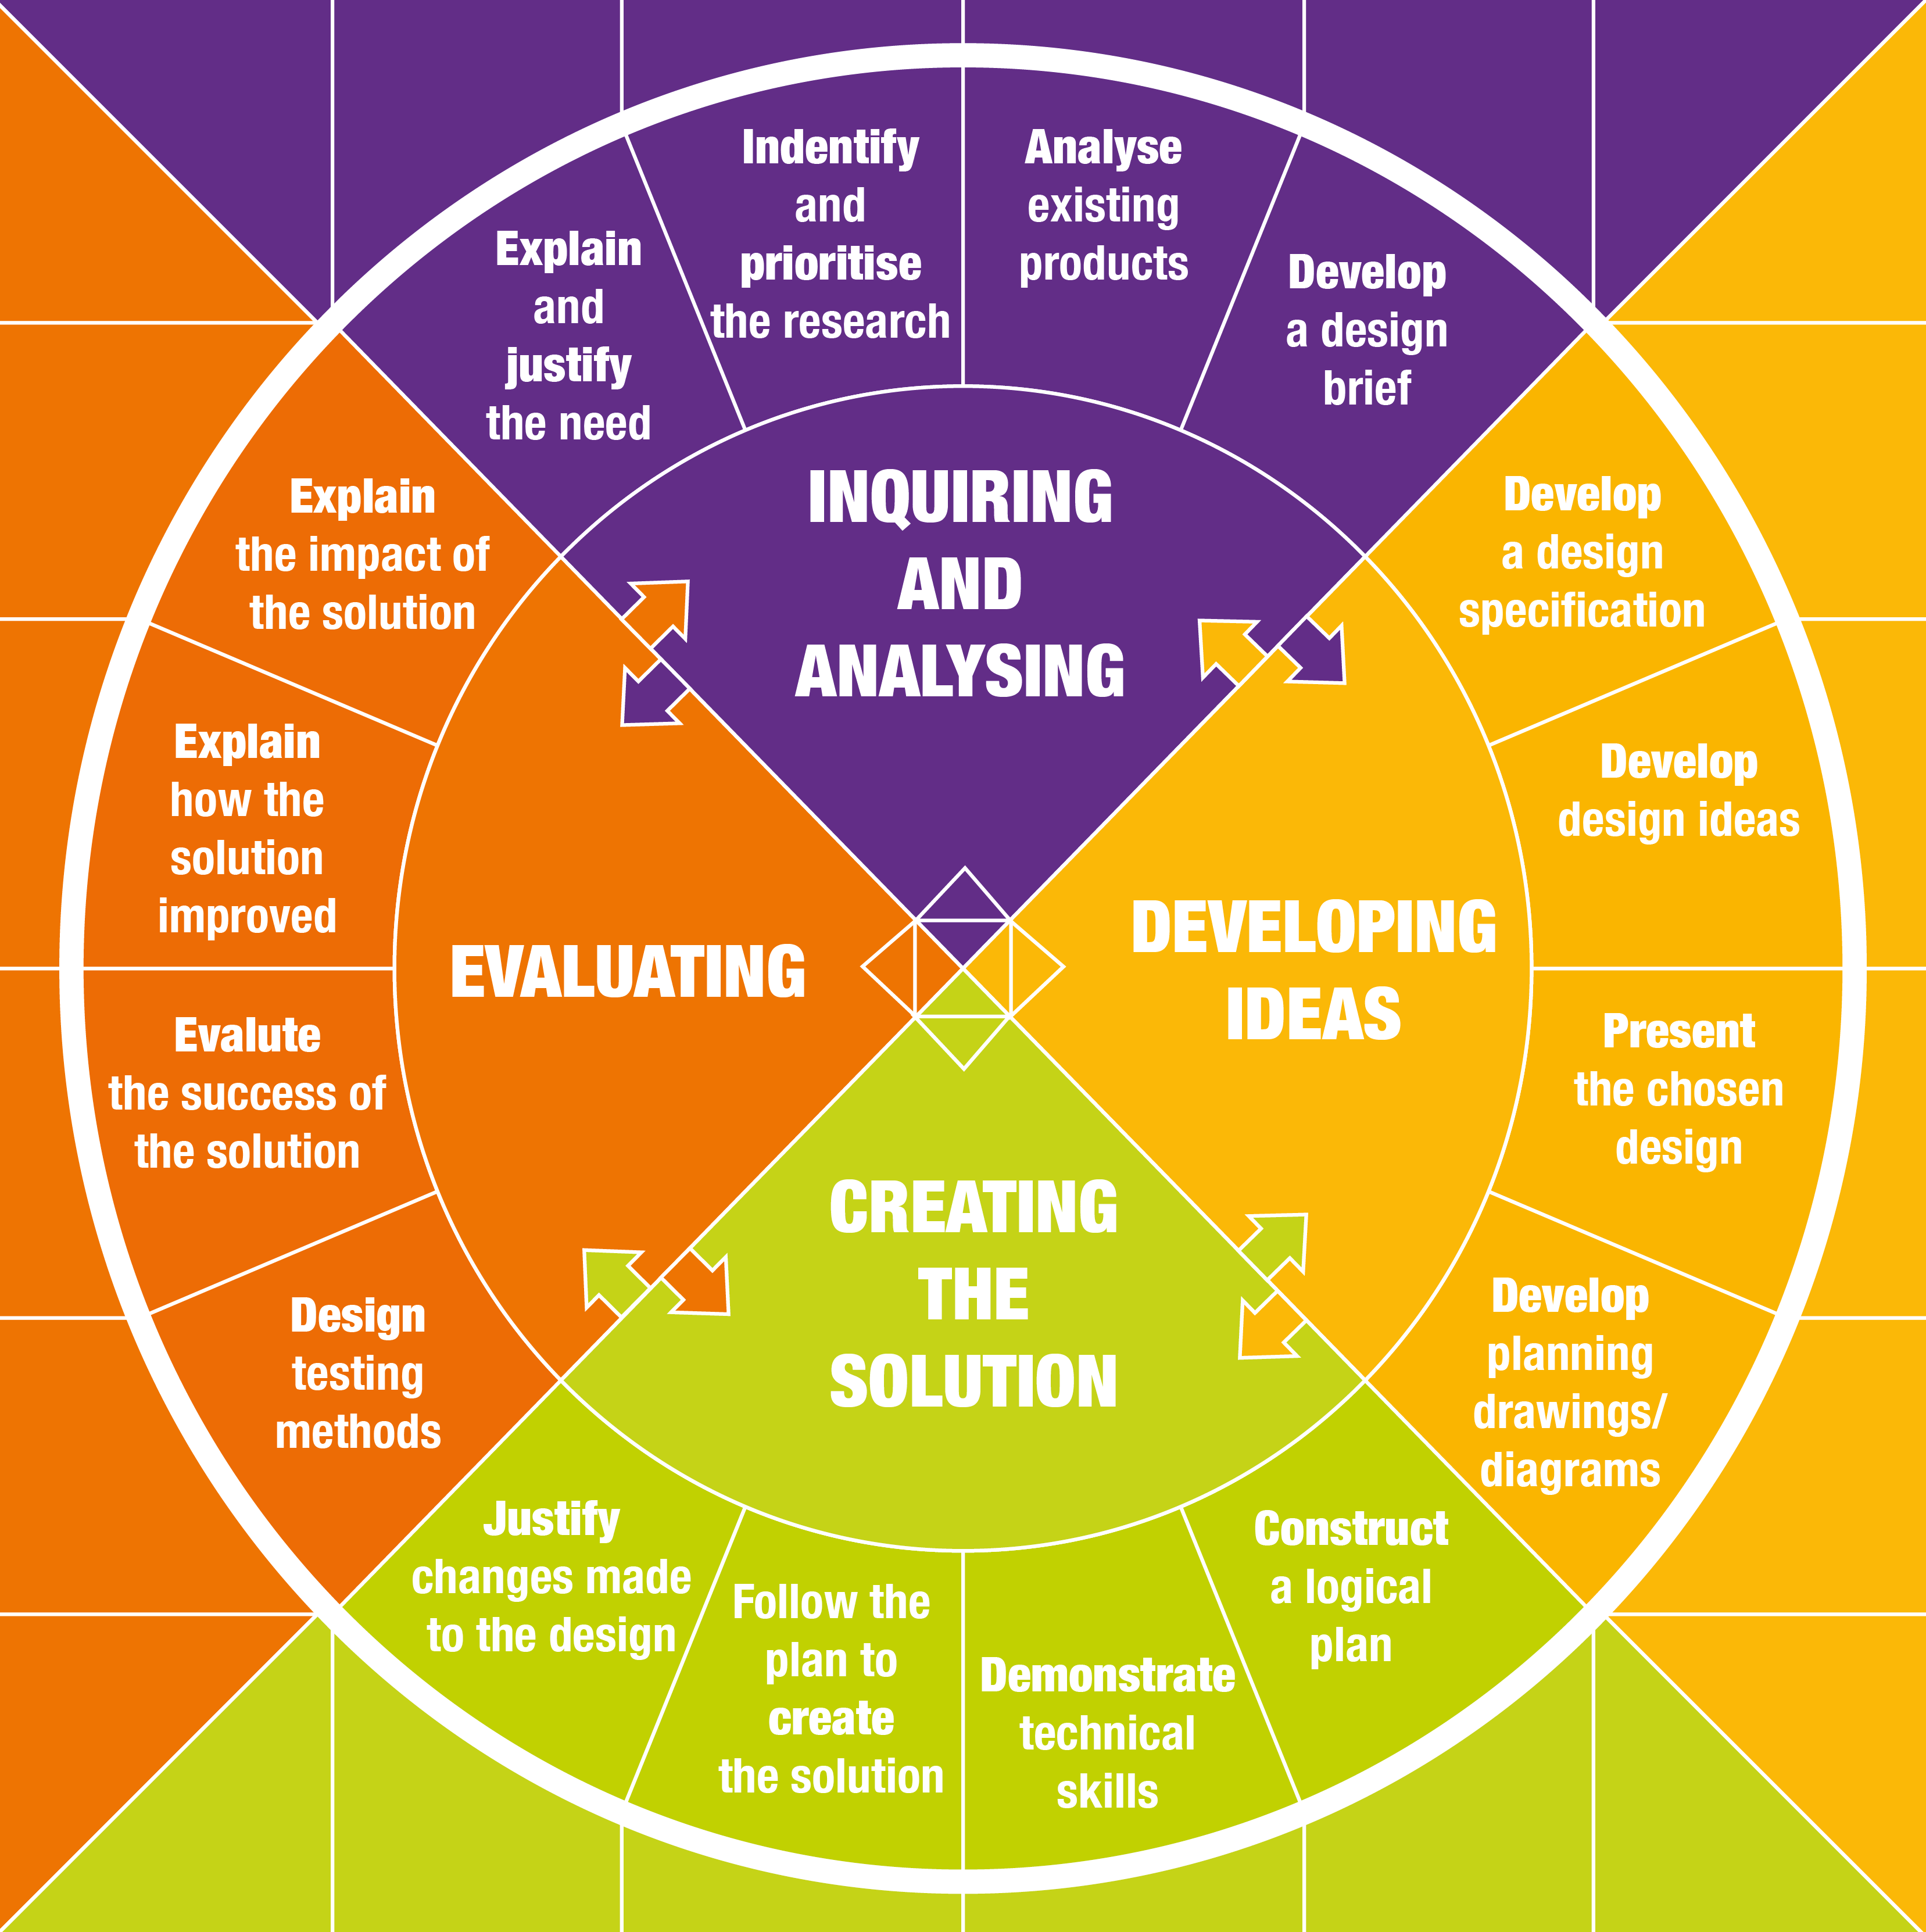 INQUIRING
AND
ANALYSING
Explain
and
justify
the need
Indentify
and
prioritise
the research
Analyse
existing
products
Develop
a design
brief
DEVELOPING
IDEAS
Develop
a design
specification
Develop
design ideas
Present
the chosen
design
Develop
planning
drawings/
diagrams
CREATING
THE
SOLUTION
Construct
a logical
plan
Demonstrate
technical
skills
Follow the
plan to
create
the solution
Justify
changes made
to the design
EVALUATING
Design
testing
methods
Evalute
the success of
the solution
Explain
how the
solution
improved
Explain
the impact of
the solution